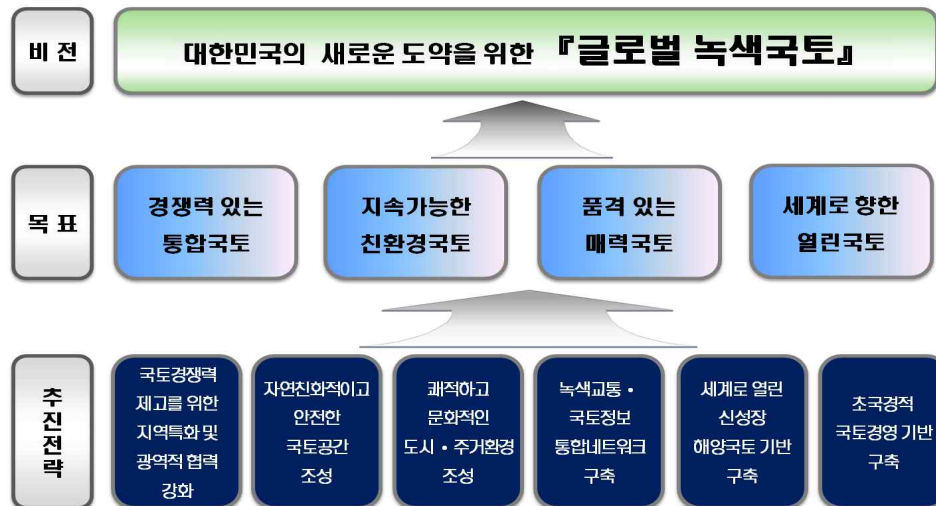 비 전
대한민국의 새로운 도약을 위한 『글로벌 녹색국토』
목 표
경쟁력 있는
통합국토
지속가능한
친환경국토
품격 있는
매력국토
세계로 향한
열린국토
추진전략
국토경쟁력
제고를 위한
지역특화 및
광역적 협력
강화
자연친화적이고
안전한
국토공간
조성
쾌적하고
문화적인
도시・주거환경
조성
녹색교통・
국토정보
통합네트워크
구축
세계로 열린
신성장
해양국토 기반
구축
초국경적
국토경영 기반
구축